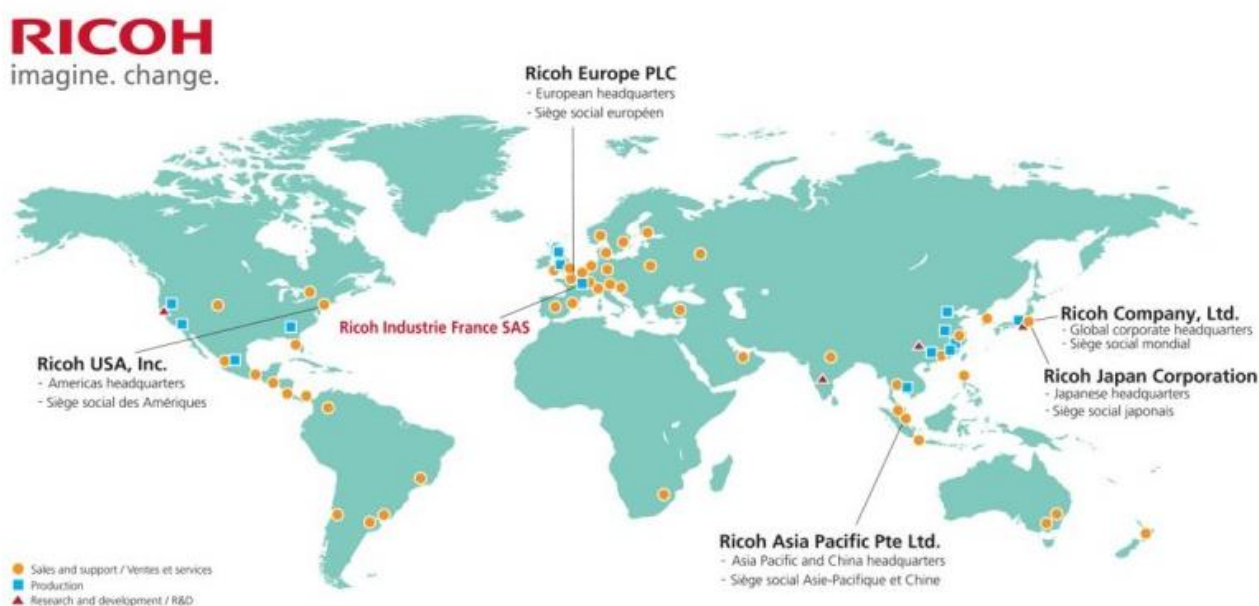 RICOH
imagine. change.
Ricoh Europe PLC
- European headquarters
- Siège social européen
Ricoh Industrie France SAS
Ricoh USA, Inc.
- Americas headquarters
- Siège social des Amériques
Ricoh Company, Ltd.
- Global corporate headquarters
- Siège social mondial
Ricoh Japan Corporation
- Japanese headquarters
- Siège social japonais
Ricoh Asia Pacific Pte Ltd.
- Asia Pacific and China headquarters
- Siège social Asie-Pacifique et Chine
Sales and support / Ventes et services
Production
Research and development / R&D